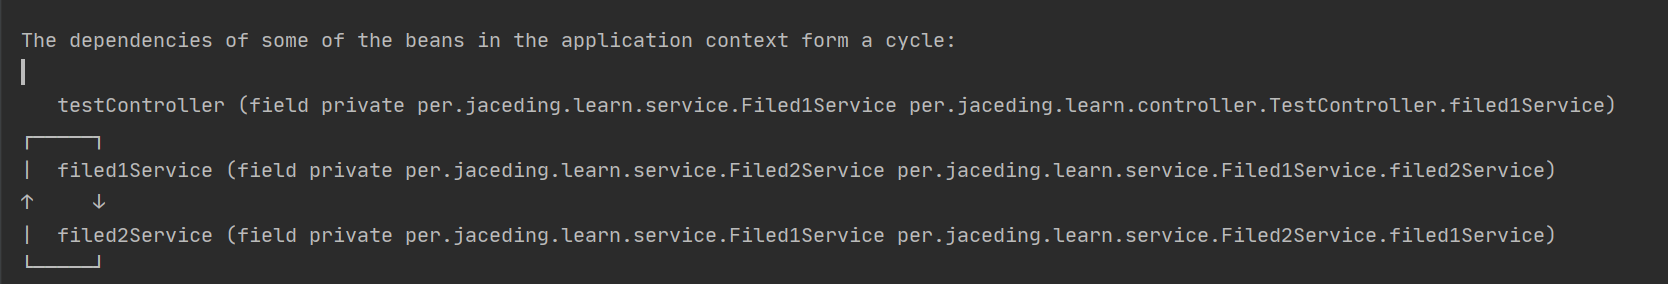 The dependencies of some of the beans in the application context form a cycle:
testController (field private per.jaceding.learn.service.Filed1Service per.jaceding.learn.controller.TestController.filed1Service)
┌─────┐
|  filed1Service (field private per.jaceding.learn.service.Filed2Service per.jaceding.learn.service.Filed1Service.filed2Service)
↑     ↓
|  filed2Service (field private per.jaceding.learn.service.Filed1Service per.jaceding.learn.service.Filed2Service.filed1Service)
└─────┘